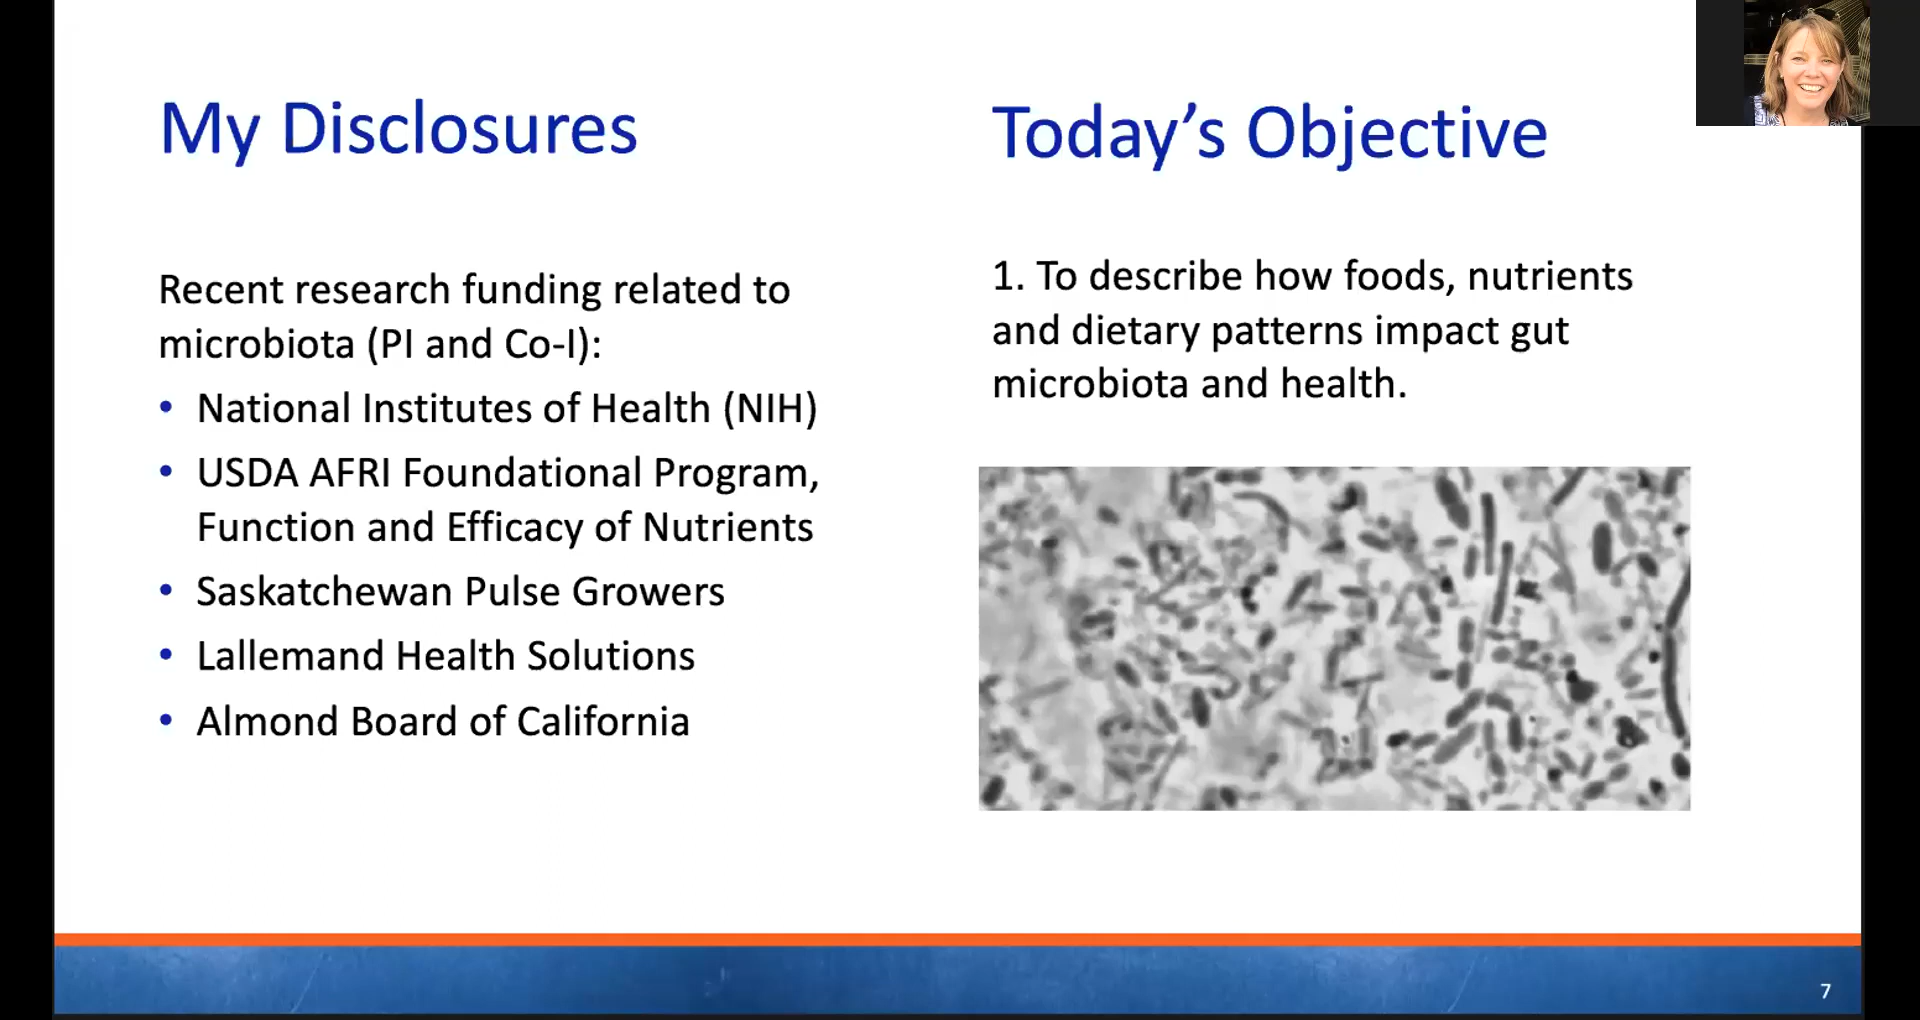 My Disclosures
Recent research funding related to
microbiota (PI and Co-I):
• National Institutes of Health (NIH)
• USDA AFRI Foundational Program,
Function and Efficacy of Nutrients
• Saskatchewan Pulse Growers
• Lallemand Health Solutions
• Almond Board of California
Today’s Objective
1. To describe how foods, nutrients
and dietary patterns impact gut
microbiota and health.
7